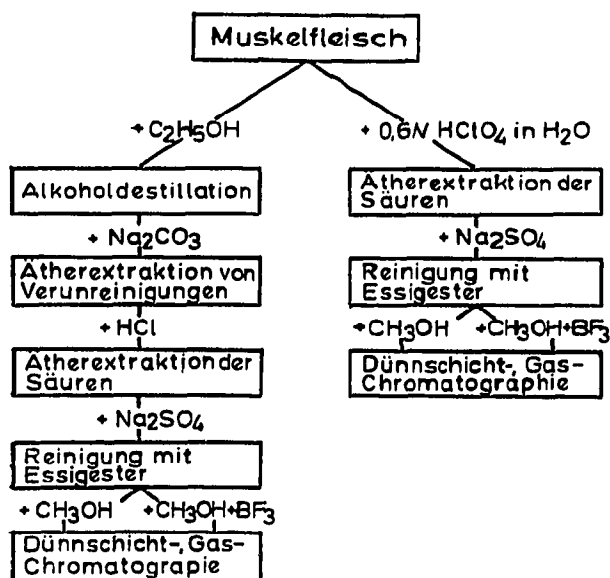 Muskelfleisch
+ C2H5OH
+ 0,6N HClO4 in H2O
Alkoholdestillation
+ Na2CO3
Ätherextraktion von
Verunreinigungen
+ HCl
Ätherextraktion der
Säuren
+ Na2SO4
Reinigung mit
Essigester
+ CH3OH +CH3OH+BF3
Dünnschicht-, Gas-
Chromatograpie
Ätherextraktion der
Säuren
+ Na2SO4
Reinigung mit
Essigester
+CH3OH +CH3OH+BF3
Dünnschicht-, Gas-
Chromatographie